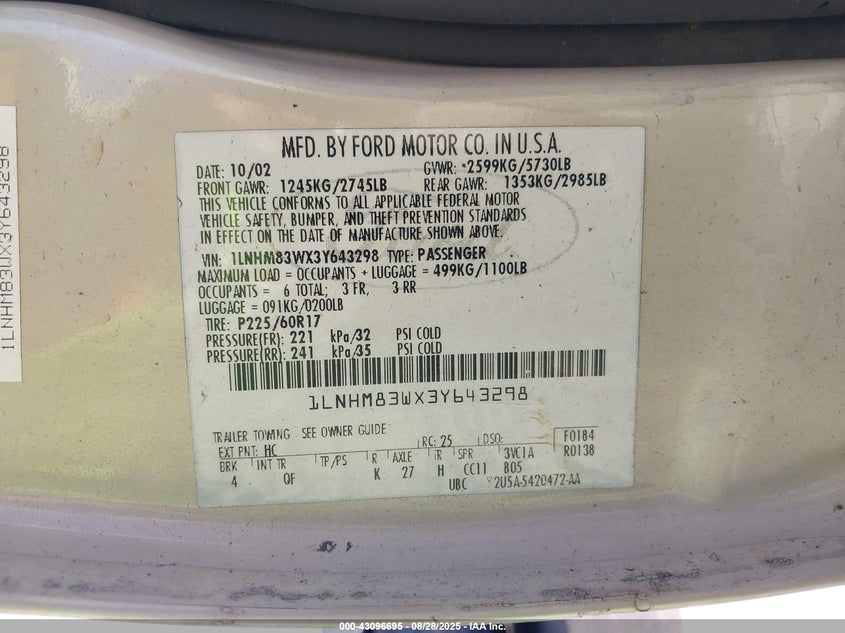 1LNHM83WX3Y643298
MFD. BY FORD MOTOR CO. IN U.S.A.
DATE: 10/02 GVWR: *2599KG/5730LB
FRONT GAWR: 1245KG/2745LB REAR GAWR: 1353KG/2985LB
THIS VEHICLE CONFORMS TO ALL APPLICABLE FEDERAL MOTOR
VEHICLE SAFETY, BUMPER, AND THEFT PREVENTION STANDARDS
IN EFFECT ON THE DATE OF MANUFACTURE SHOWN ABOVE.
VIN: 1LNHM83WX3Y643298 TYPE: PASSENGER
MAXIMUM LOAD = OCCUPANTS + LUGGAGE = 499KG/1100LB
OCCUPANTS = 6 TOTAL; 3 FR, 3 RR
LUGGAGE = 091KG/0200LB
TIRE: P225/60R17
PRESSURE(FR): 221 kPa/32 PSI COLD
PRESSURE(RR): 241 kPa/35 PSI COLD
1LNHM83WX3Y643298
TRAILER TOWING - SEE OWNER GUIDE
EXT PNT: HC RC: 25 DSO: F0184
BRK INT TR TP/PS R AXLE TR SPR 3VC1A R0138
4 QF K 27 H CC11 B05
UBC 2U5A-5420472-AA
000-43096695 - 08/28/2025 - IAA Inc.